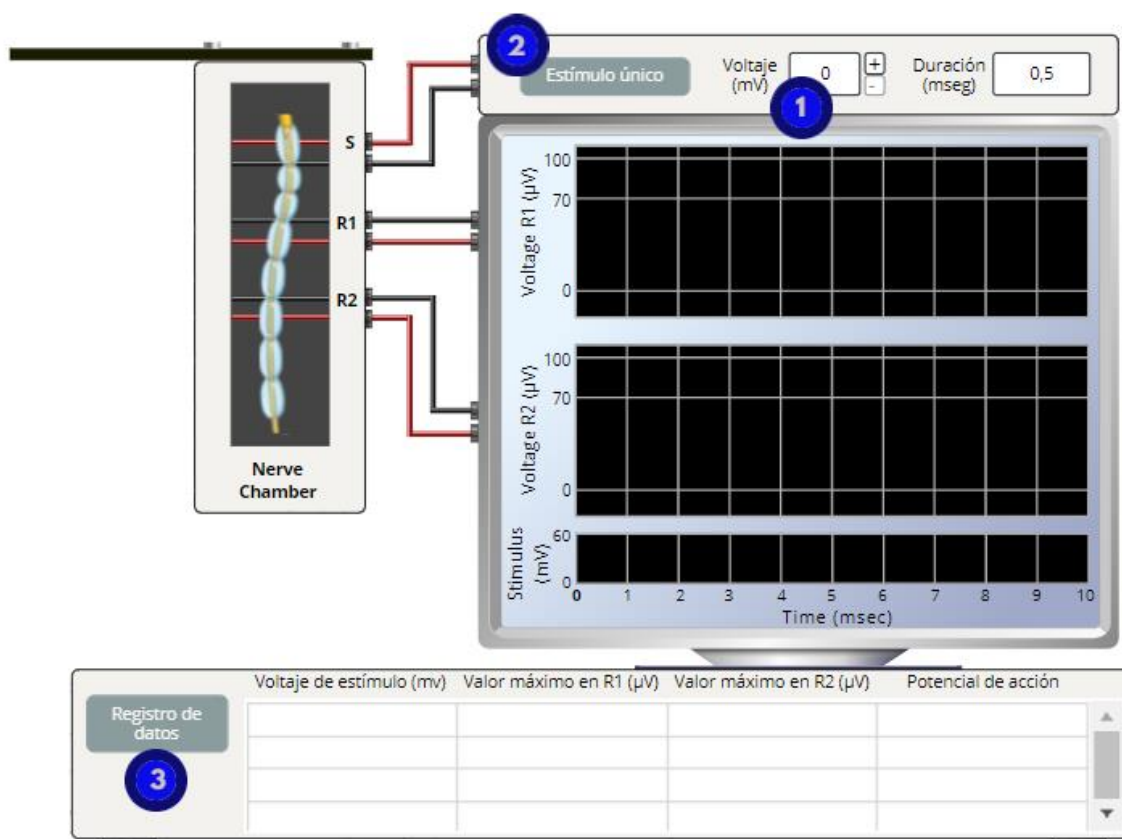 2
Estímulo único
Voltaje
(mV)
0
+
-
Duración
(mseg)
0,5
1
S
R1
R2
Nerve
Chamber
Voltage R1 (µV)
100
70
0
Voltage R2 (µV)
100
70
0
Stimulus
(mV)
60
0
0 1 2 3 4 5 6 7 8 9 10
Time (msec)
Registro de
datos
3
Voltaje de estímulo (mv) Valor máximo en R1 (µV) Valor máximo en R2 (µV) Potencial de acción